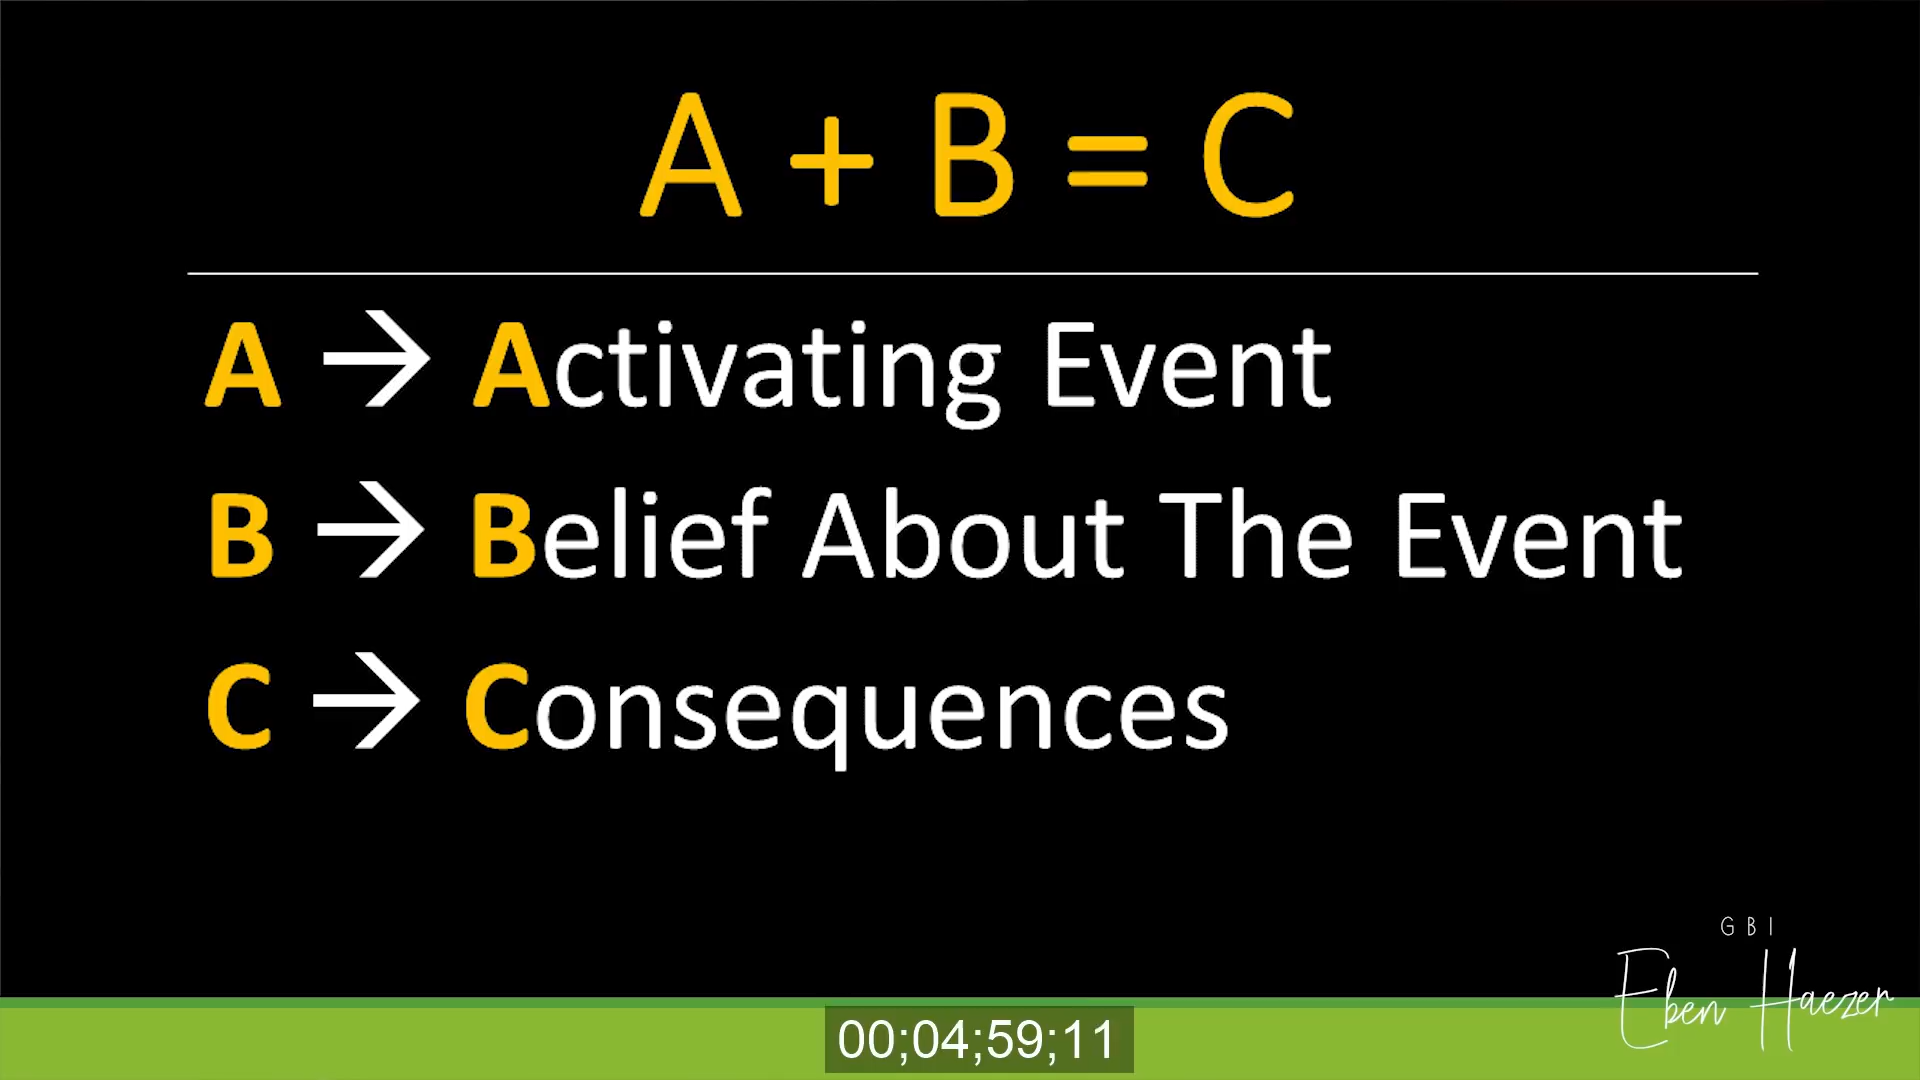 A + B = C
A → Activating Event
B → Belief About The Event
C → Consequences
GBI
Eben Haezer
00;04;59;11